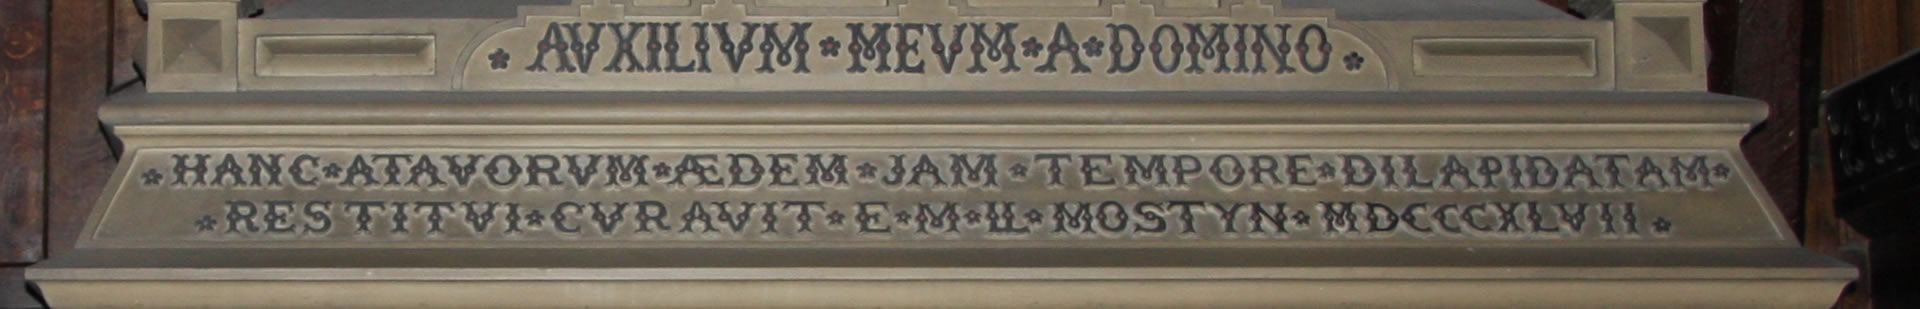 AVXILIVM * MEVM * A * DOMINO
HANC * ATAVORVM * ÆDEM * JAM * TEMPORE * DILAPIDATAM
RESTITVI * CVRAVIT * E * M * LL * MOSTYN * MDCCCXLVII